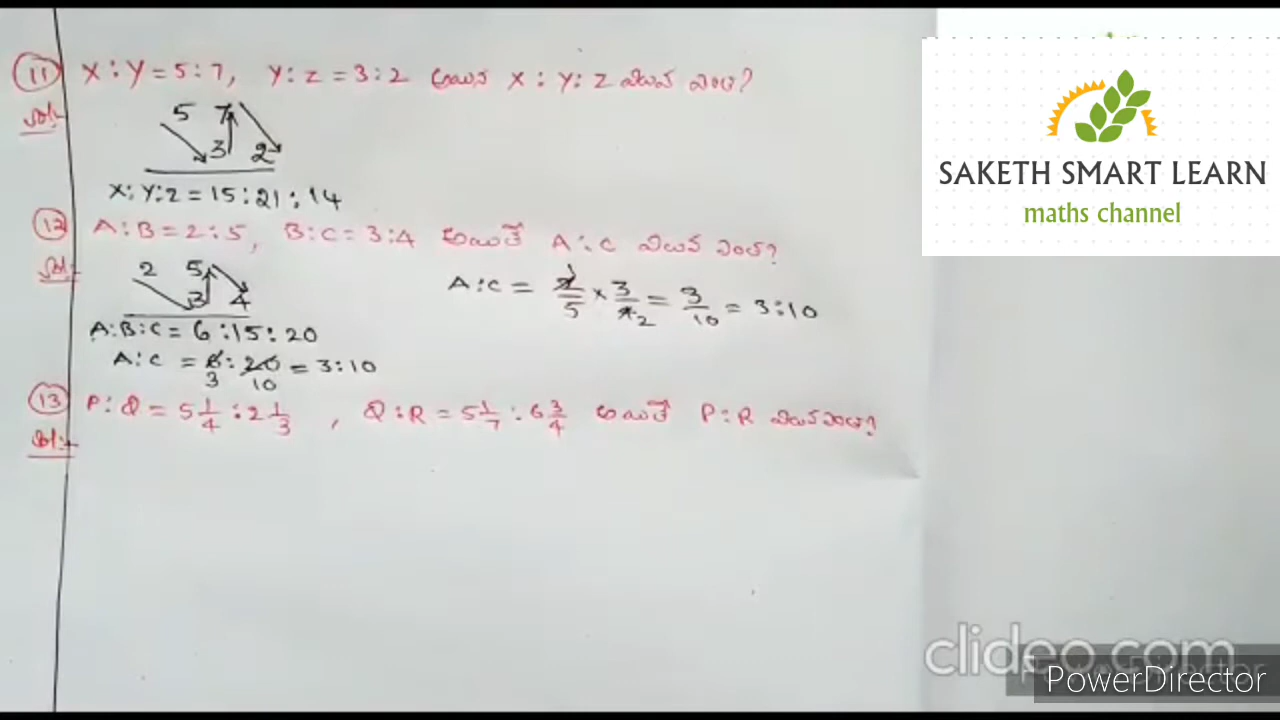 11 X : Y = 5 : 7, Y : Z = 3 : 2 అయిన X : Y : Z విలువ ఎంత?
Sol:
5 7
3 2
X : Y : Z = 15 : 21 : 14
12 A : B = 2 : 5, B : C = 3 : 4 అయితే A : C విలువ ఎంత?
Sol:
2 5
3 4
A : C = 2/5 × 3/4 2 = 3/10 = 3 : 10
A : B : C = 6 : 15 : 20
A : C = 6 : 20 = 3 : 10
3 10
13 P : Q = 5 1/4 : 2 1/3 , Q : R = 5 1/7 : 6 3/4 అయితే P : R విలువ ఎంత?
Sol:
SAKETH SMART LEARN
maths channel
clideo.com
PowerDirector